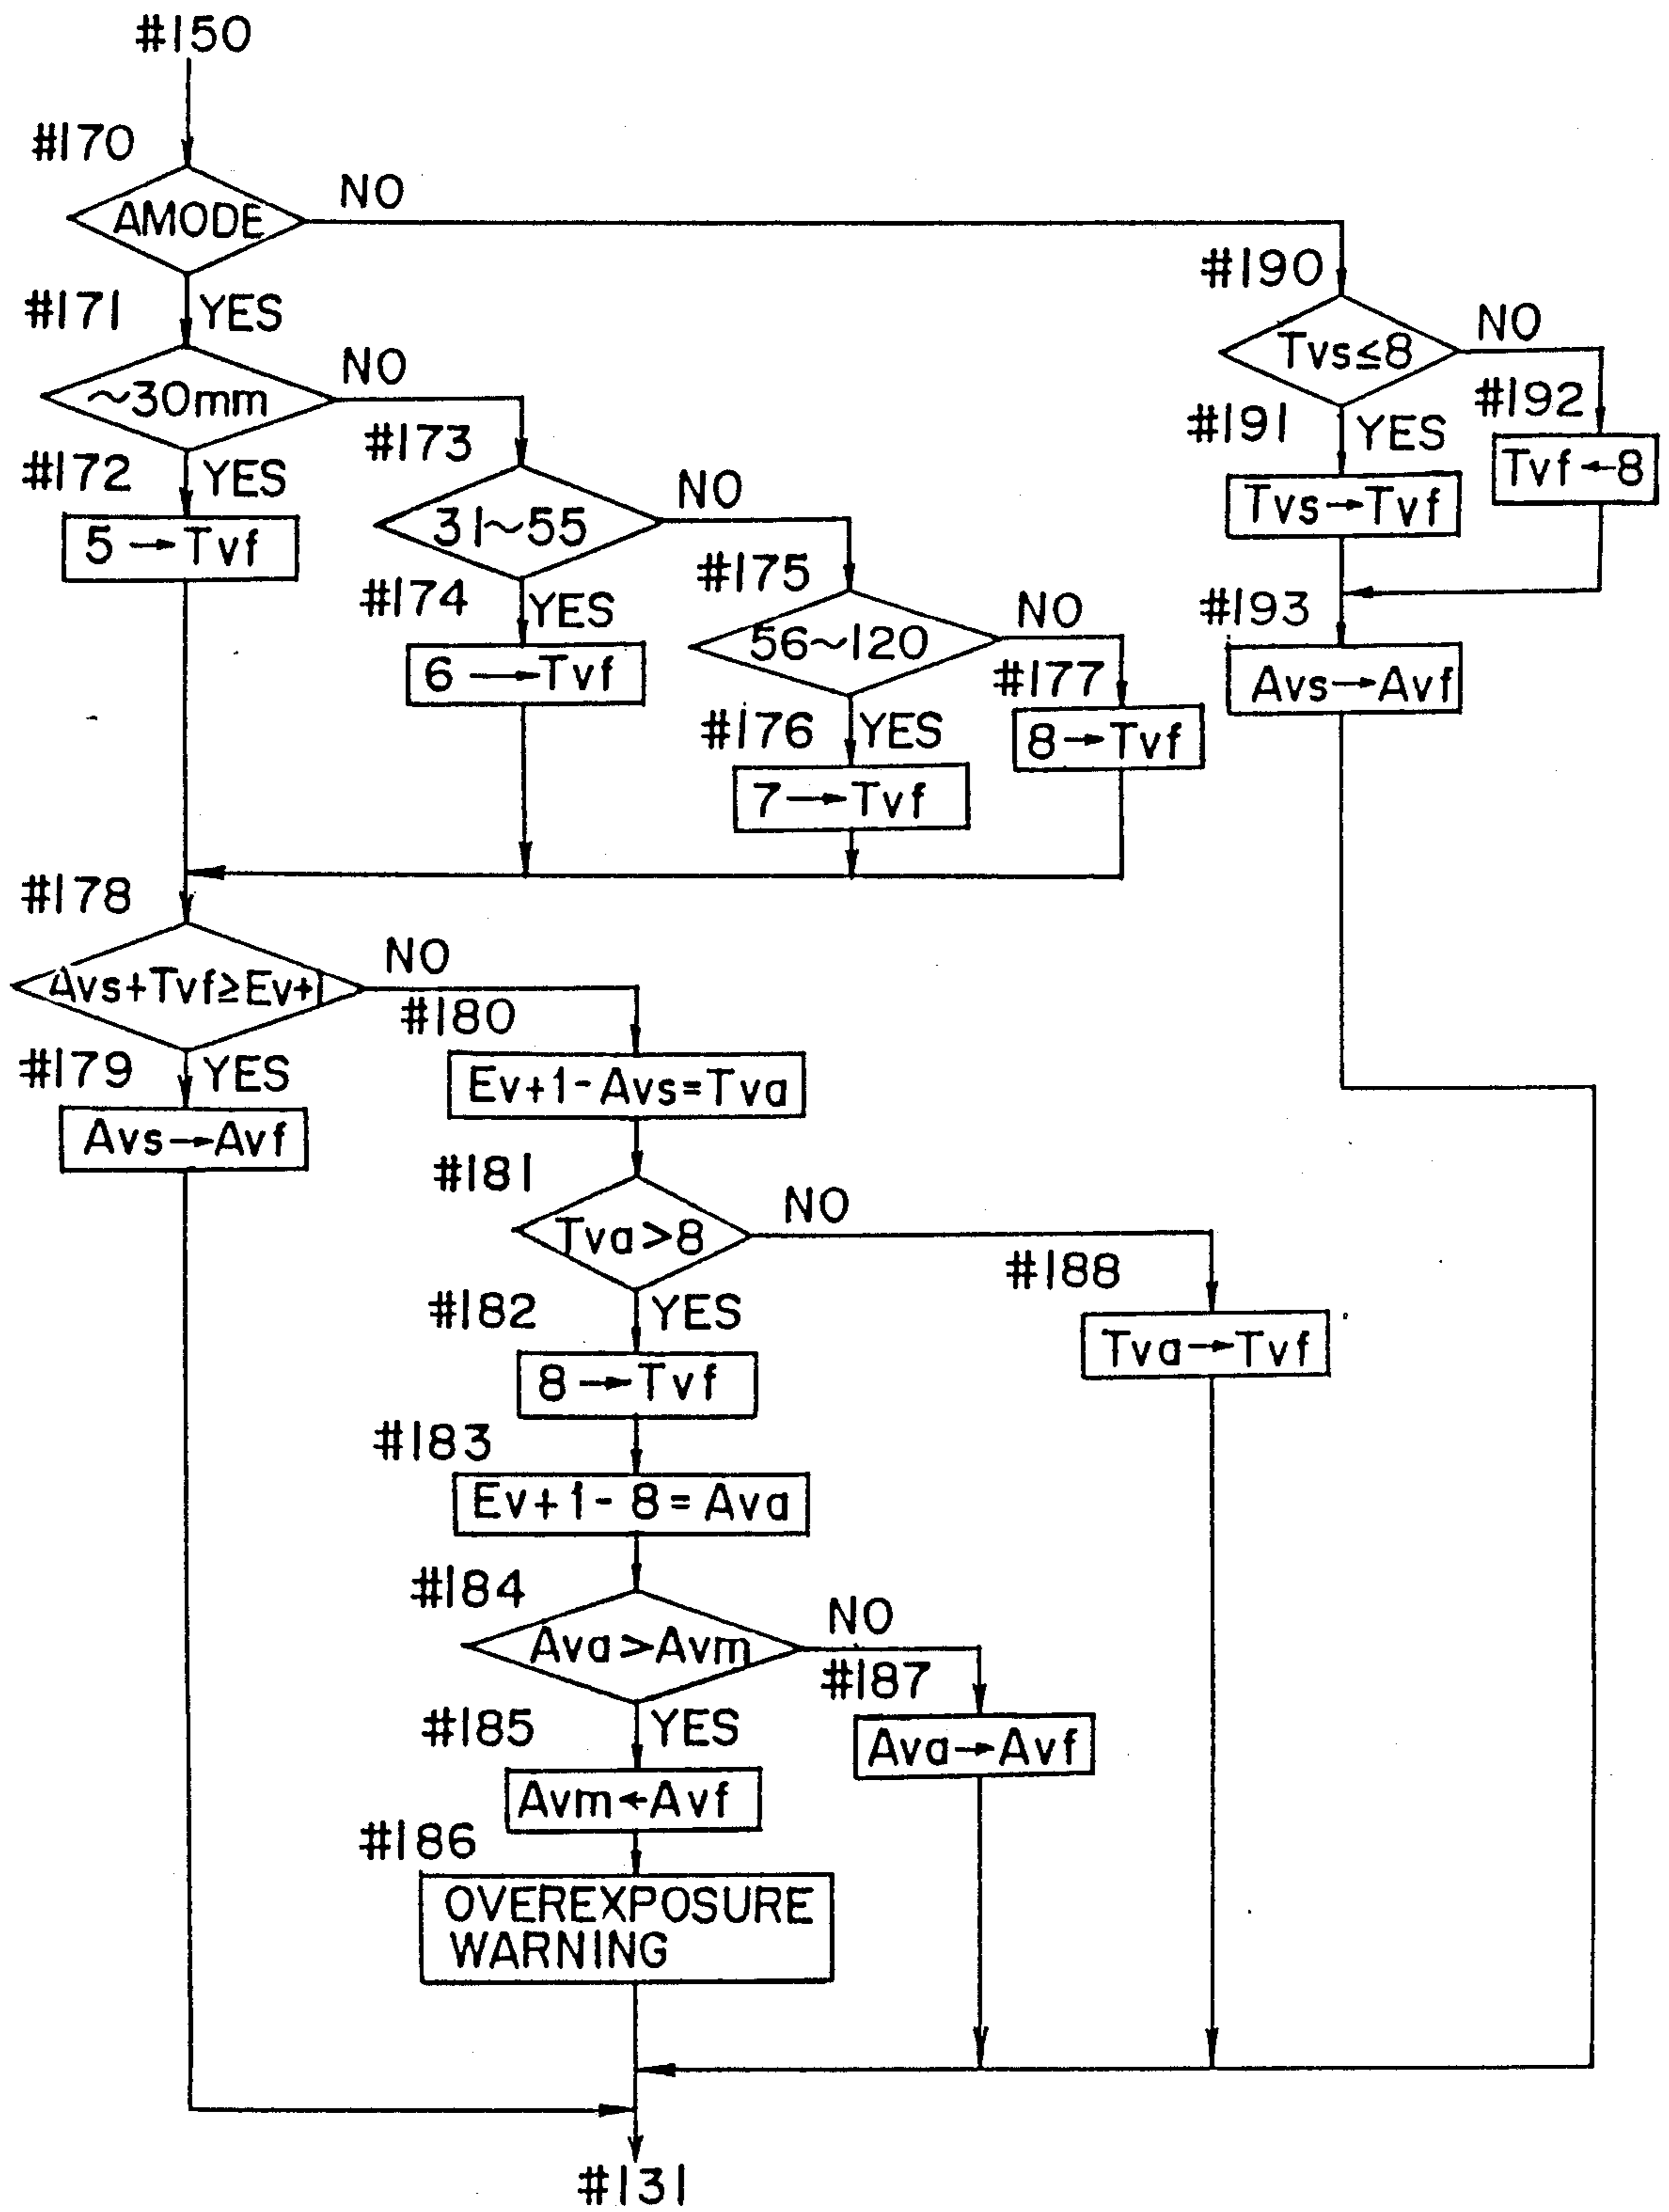 #150
#170
AMODE
NO
#171
YES
~30mm
NO
#172
YES
5→Tvf
#173
31~55
NO
#174
YES
6→Tvf
#175
56~120
NO
#176
YES
7→Tvf
#177
8→Tvf
#190
Tvs≤8
NO
#191
YES
Tvs→Tvf
#192
Tvf←8
#193
Avs→Avf
#178
Avs+Tvf≥Ev+1
NO
#179
YES
Avs→Avf
#180
Ev+1-Avs=Tva
#181
Tva>8
NO
#182
YES
8→Tvf
#188
Tva→Tvf
#183
Ev+1-8=Ava
#184
Ava>Avm
NO
#185
YES
Avm←Avf
#187
Ava→Avf
#186
OVEREXPOSURE
WARNING
#131